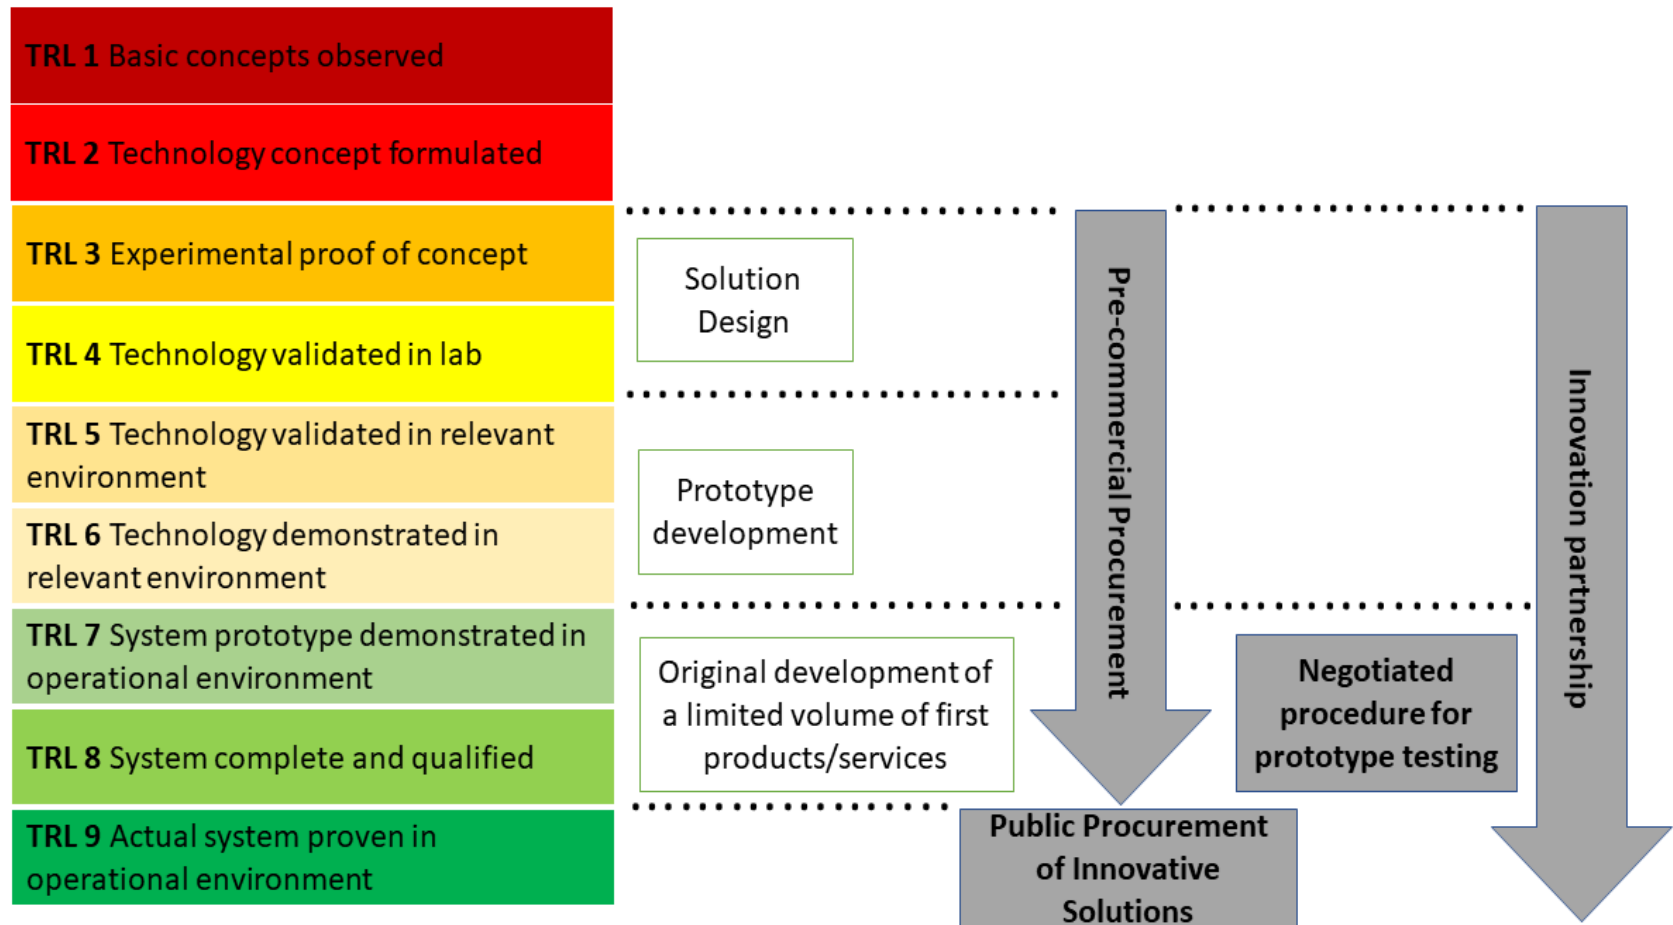 TRL 1 Basic concepts observed
TRL 2 Technology concept formulated
TRL 3 Experimental proof of concept
TRL 4 Technology validated in lab
TRL 5 Technology validated in relevant
environment
TRL 6 Technology demonstrated in
relevant environment
TRL 7 System prototype demonstrated in
operational environment
TRL 8 System complete and qualified
TRL 9 Actual system proven in
operational environment
Solution
Design
Prototype
development
Original development of
a limited volume of first
products/services
Pre-commercial Procurement
Public Procurement
of Innovative
Solutions
Negotiated
procedure for
prototype testing
Innovation partnership